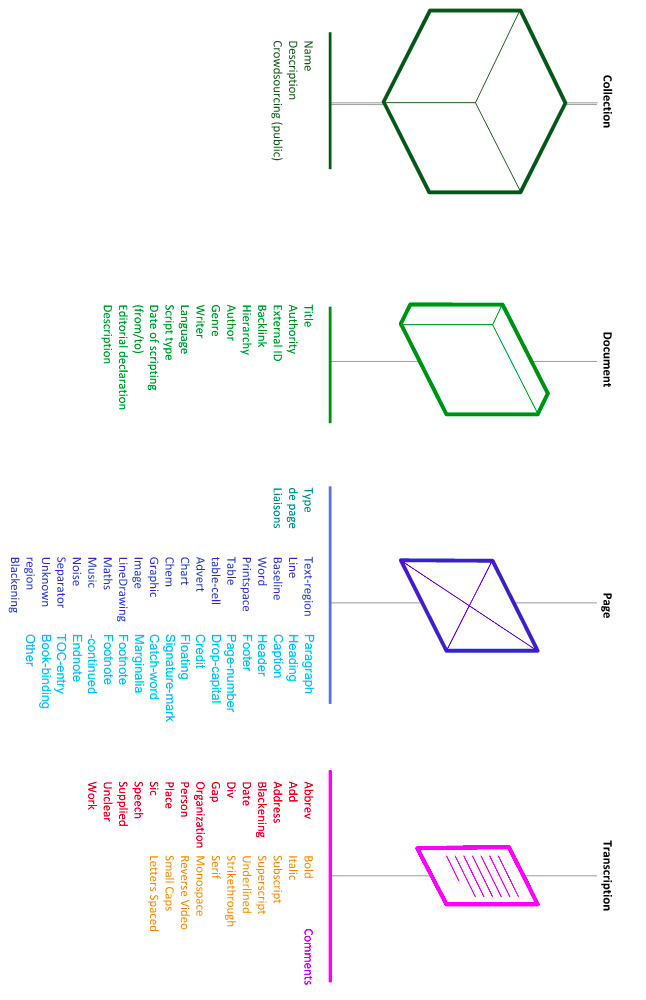 Collection
Name
Description
Crowdsourcing (public)
Document
Title
Authority
External ID
Backlink
Hierarchy
Author
Genre
Writer
Language
Script type
Date of scripting
(from/to)
Editorial declaration
Description
Page
Type
de page
Liaisons
Text-region
Line
Baseline
Word
Printspace
Table
table-cell
Advert
Chart
Chem
Graphic
Image
LineDrawing
Maths
Music
Noise
Separator
Unknown
region
Blackening
Paragraph
Heading
Caption
Header
Footer
Page-number
Drop-capital
Credit
Floating
Signature-mark
Catch-word
Marginalia
Footnote
Footnote
-continued
Endnote
TOC-entry
Book-binding
Other
Transcription
Abbrev
Add
Address
Blackening
Date
Div
Gap
Organization
Person
Place
Sic
Speech
Supplied
Unclear
Work
Bold
Italic
Subscript
Superscript
Underlined
Strikethrough
Serif
Monospace
Reverse Video
Small Caps
Letters Spaced
Comments